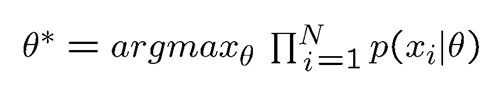 θ* = argmax_θ ∏_{i=1}^{N} p(x_i|θ)